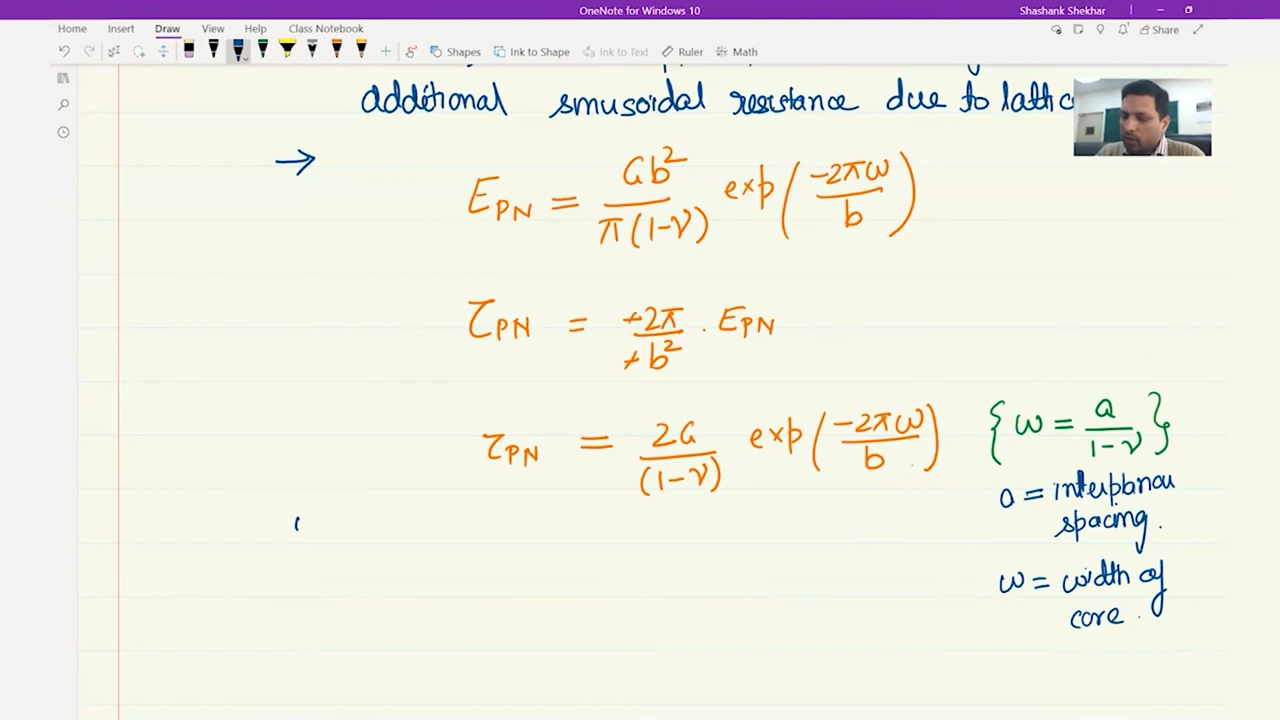 OneNote for Windows 10
Shashank Shekhar
Home Insert Draw View Help Class Notebook
Shapes Ink to Shape Ink to Text Ruler Math Share
additional sinusoidal resistance due to
→ E_PN = Gb²/π(1-ν) exp(-2πω/b)
τ_PN = +2π/+b² . E_PN
τ_PN = 2G/(1-ν) exp(-2πω/b) {ω = a/1-ν}
a = interplanar
spacing.
ω = width of
core.